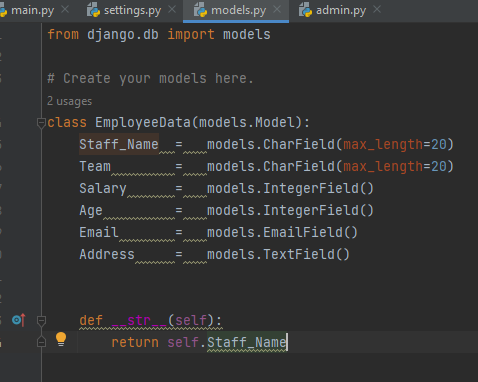 main.py × settings.py × models.py × admin.py ×
from django.db import models
# Create your models here.
2 usages
class EmployeeData(models.Model):
    Staff_Name  =   models.CharField(max_length=20)
    Team        =   models.CharField(max_length=20)
    Salary      =   models.IntegerField()
    Age         =   models.IntegerField()
    Email       =   models.EmailField()
    Address     =   models.TextField()
    def __str__(self):
        return self.Staff_Name